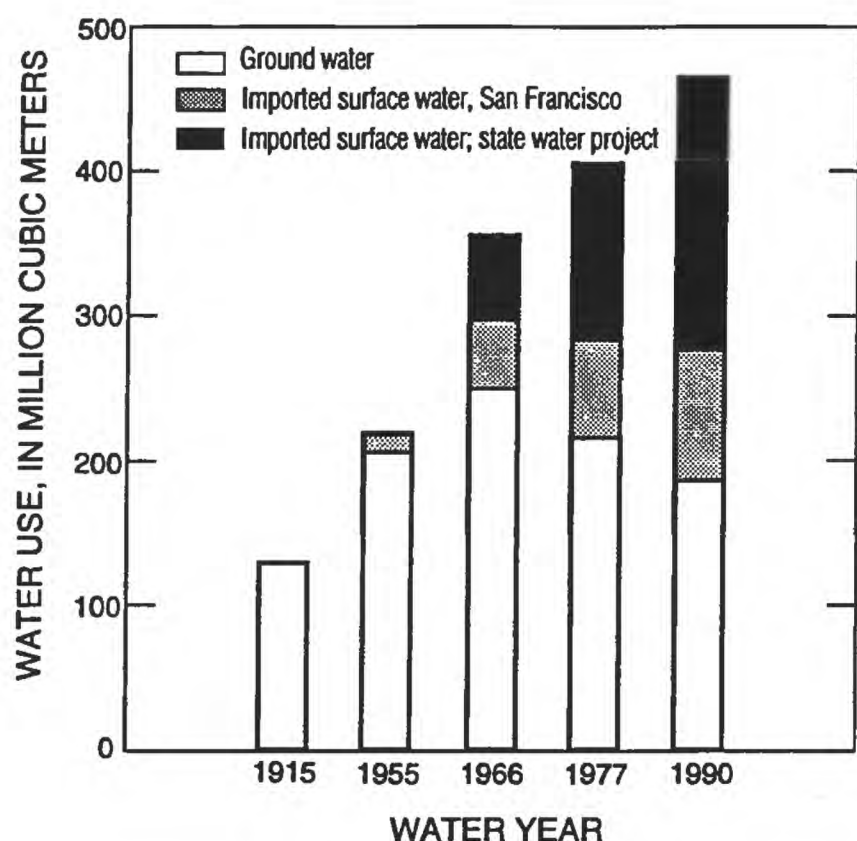 WATER USE, IN MILLION CUBIC METERS
500
400
300
200
100
0
Ground water
Imported surface water, San Francisco
Imported surface water; state water project
1915 1955 1966 1977 1990
WATER YEAR